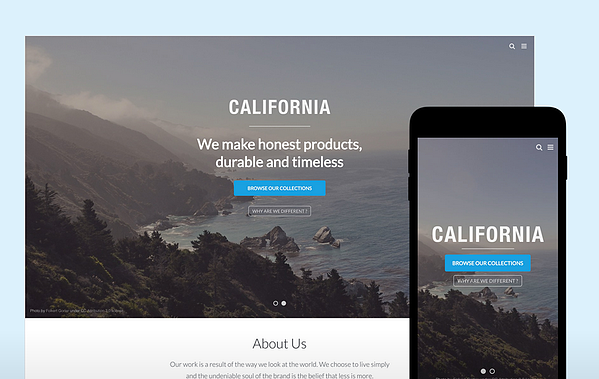 CALIFORNIA
We make honest products,
durable and timeless
BROWSE OUR COLLECTIONS
WHY ARE WE DIFFERENT ?
Photo by
About Us
Our work is a result of the way we look at the world. We choose to live simply
and the undeniable soul of the brand is the belief that less is more.
CALIFORNIA
BROWSE OUR COLLECTIONS
WHY ARE WE DIFFERENT ?